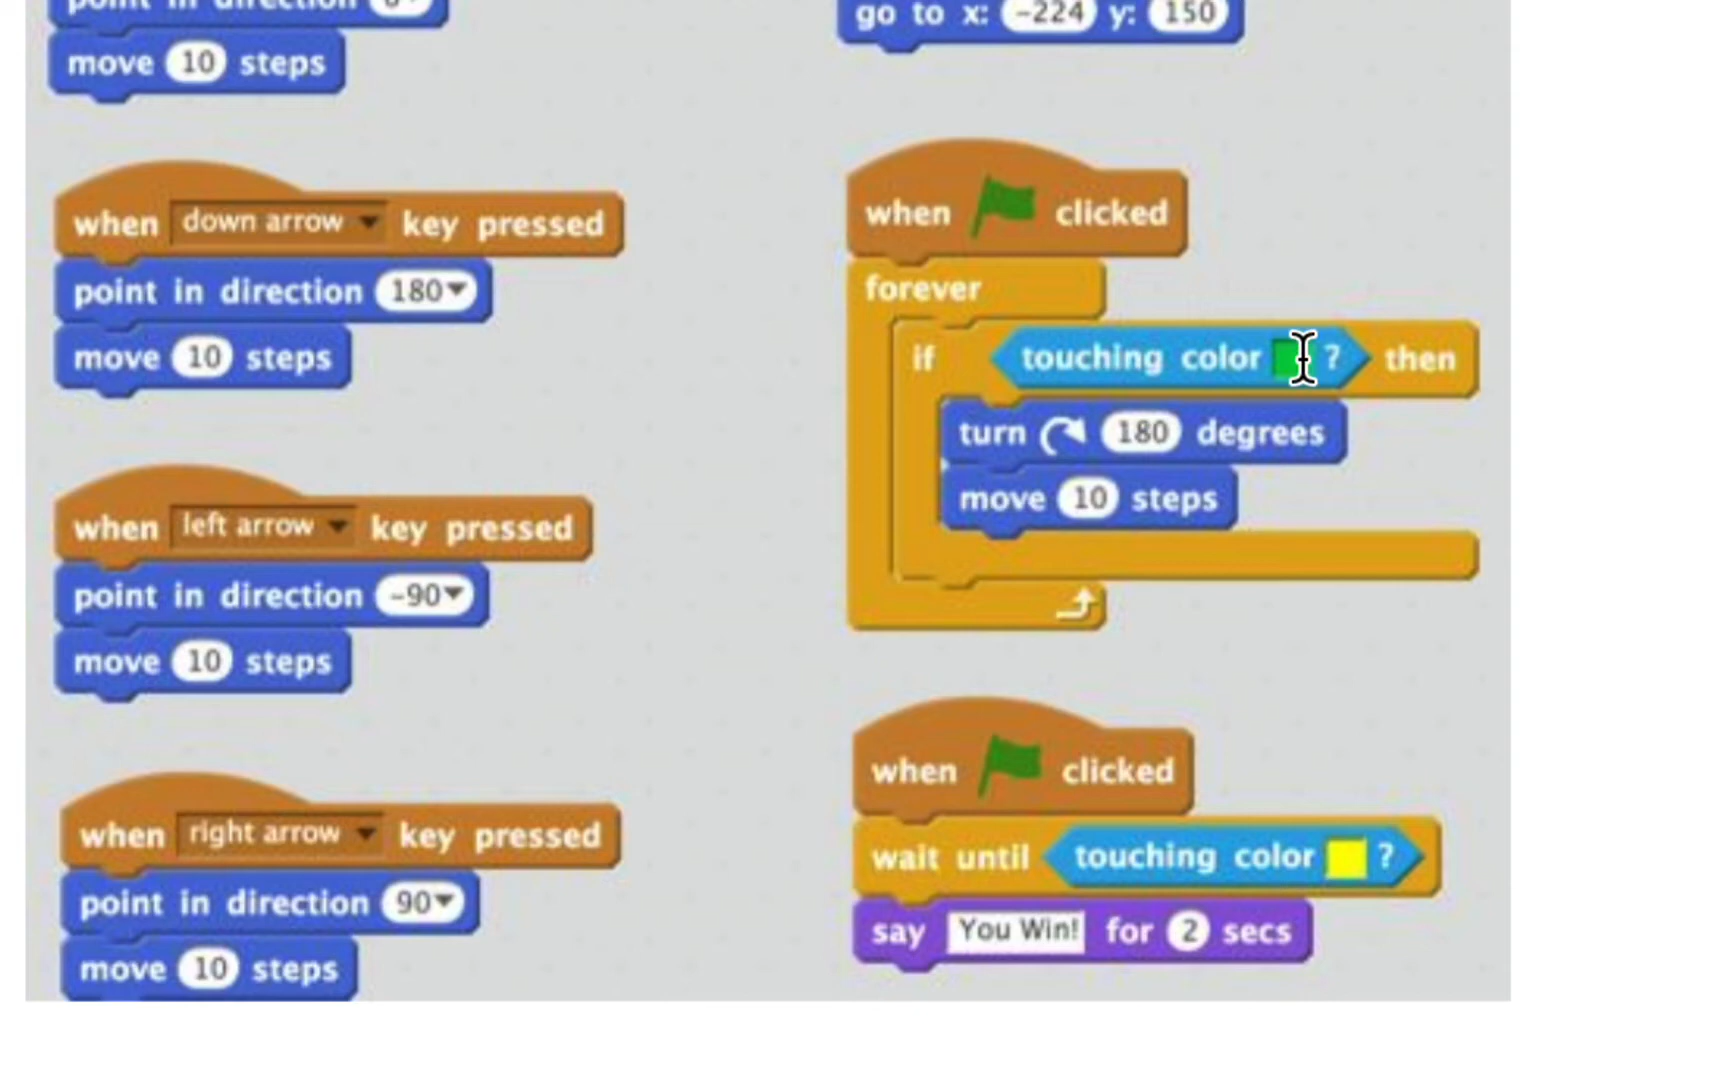 point in direction
move 10 steps
when down arrow key pressed
point in direction 180
move 10 steps
when left arrow key pressed
point in direction -90
move 10 steps
when right arrow key pressed
point in direction 90
move 10 steps
go to x: -224 y: 150
when clicked
forever
if touching color ? then
turn 180 degrees
move 10 steps
when clicked
wait until touching color ?
say You Win! for 2 secs